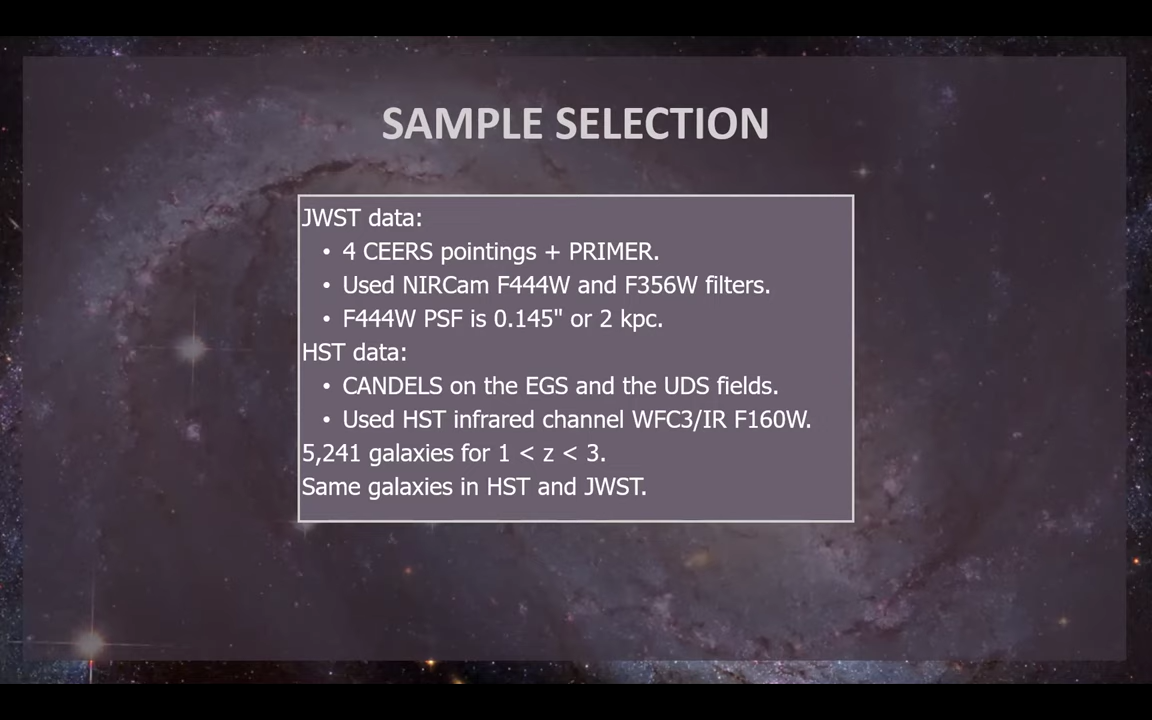 SAMPLE SELECTION
JWST data:
• 4 CEERS pointings + PRIMER.
• Used NIRCam F444W and F356W filters.
• F444W PSF is 0.145" or 2 kpc.
HST data:
• CANDELS on the EGS and the UDS fields.
• Used HST infrared channel WFC3/IR F160W.
5,241 galaxies for 1 < z < 3.
Same galaxies in HST and JWST.